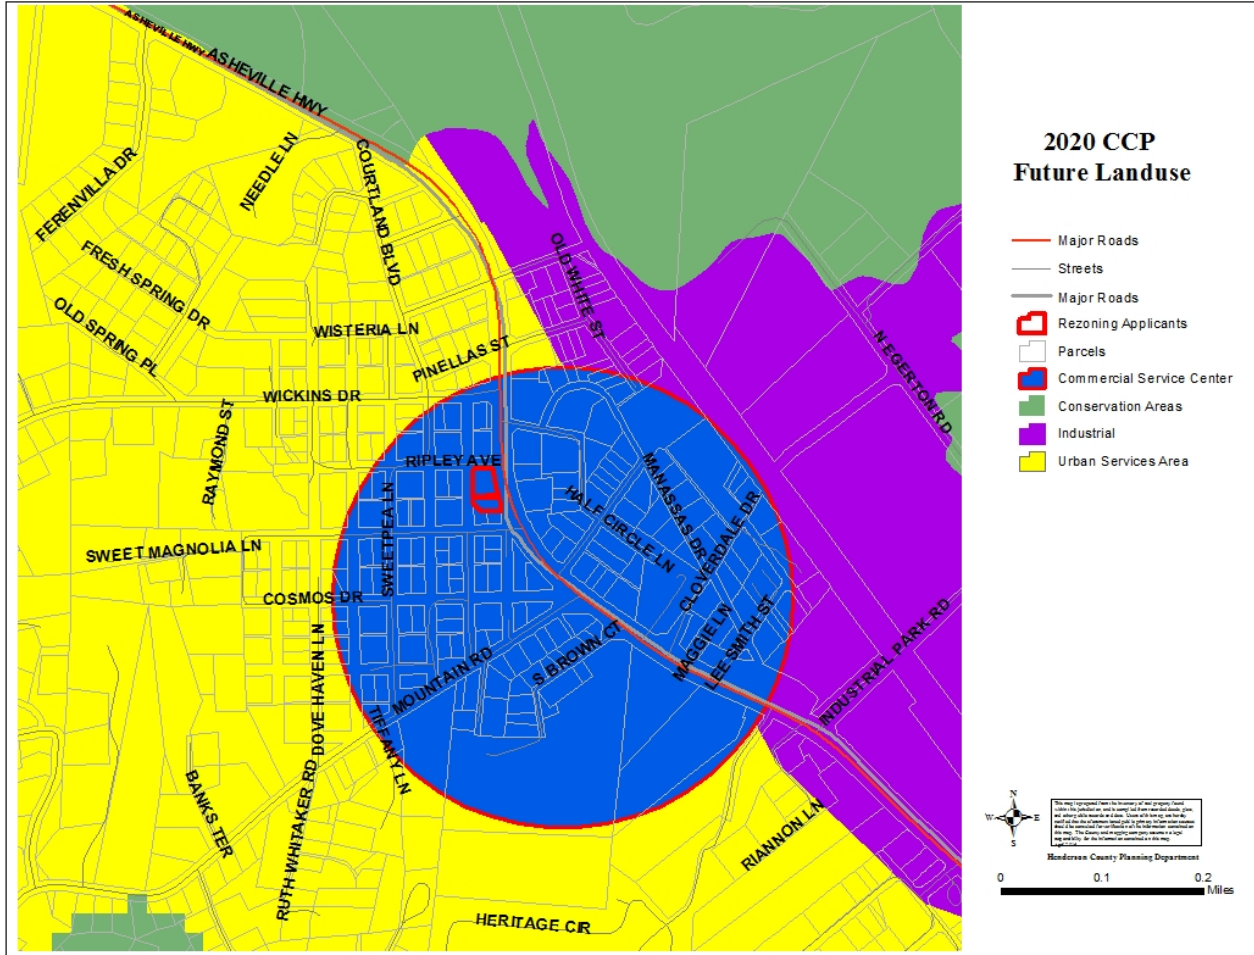 ASHEVILLE HWY
ASHEVILLE HWY
2020 CCP
Future Landuse
NEEDLE LN
COURTLAND BLVD
FERENVILLA DR
FRESH SPRING DR
OLD SPRING PL
OLD WHITE ST
WISTERIA LN
PINELLAS ST
N EGERTON RD
WICKINS DR
RAYMOND ST
RIPLEY AVE
SWEETPEA LN
MANASSAS DR
HALF CIRCLE LN
CLOVERDALE DR
SWEET MAGNOLIA LN
COSMOS DR
MAGGIE LN
LEE SMITH ST
INDUSTRIAL PARK RD
S BROWN CT
MOUNTAIN RD
DOVE HAVEN LN
TIFFANY LN
BANKS TER
RUTH WHITAKER RD
RIANNON LN
HERITAGE CIR
Major Roads
Streets
Major Roads
Rezoning Applicants
Parcels
Commercial Service Center
Conservation Areas
Industrial
Urban Services Area
N
W E
S
Henderson County Planning Department
0 0.1 0.2
Miles